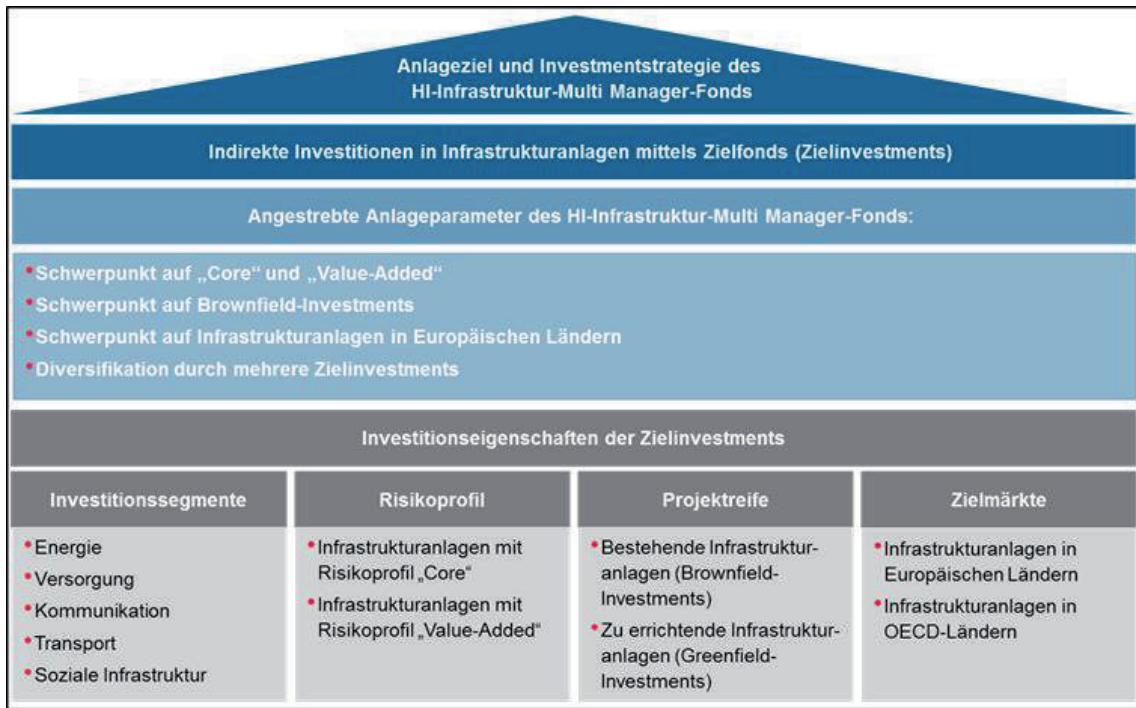 Anlageziel und Investmentstrategie des
HI-Infrastruktur-Multi Manager-Fonds
Indirekte Investitionen in Infrastrukturanlagen mittels Zielfonds (Zielinvestments)
Angestrebte Anlageparameter des HI-Infrastruktur-Multi Manager-Fonds:
• Schwerpunkt auf „Core“ und „Value-Added“
• Schwerpunkt auf Brownfield-Investments
• Schwerpunkt auf Infrastrukturanlagen in Europäischen Ländern
• Diversifikation durch mehrere Zielinvestments
Investitionseigenschaften der Zielinvestments
Investitionssegmente
• Energie
• Versorgung
• Kommunikation
• Transport
• Soziale Infrastruktur
Risikoprofil
• Infrastrukturanlagen mit
Risikoprofil „Core“
• Infrastrukturanlagen mit
Risikoprofil „Value-Added“
Projektreife
• Bestehende Infrastruktur-
anlagen (Brownfield-
Investments)
• Zu errichtende Infrastruktur-
anlagen (Greenfield-
Investments)
Zielmärkte
• Infrastrukturanlagen in
Europäischen Ländern
• Infrastrukturanlagen in
OECD-Ländern